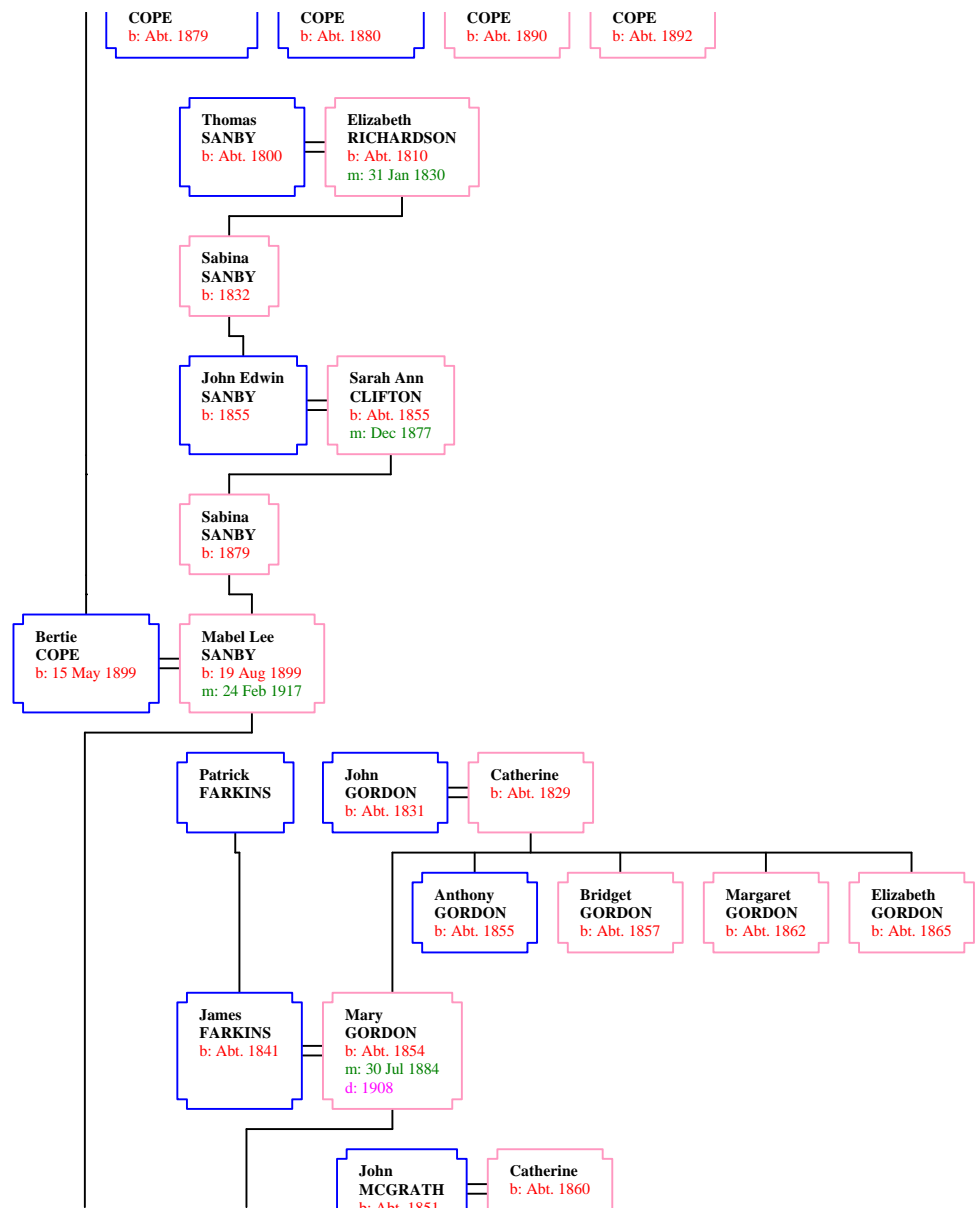 COPE
b: Abt. 1879
COPE
b: Abt. 1880
COPE
b: Abt. 1890
COPE
b: Abt. 1892
Thomas
SANBY
b: Abt. 1800
Elizabeth
RICHARDSON
b: Abt. 1810
m: 31 Jan 1830
Sabina
SANBY
b: 1832
John Edwin
SANBY
b: 1855
Sarah Ann
CLIFTON
b: Abt. 1855
m: Dec 1877
Sabina
SANBY
b: 1879
Bertie
COPE
b: 15 May 1899
Mabel Lee
SANBY
b: 19 Aug 1899
m: 24 Feb 1917
Patrick
FARKINS
John
GORDON
b: Abt. 1831
Catherine
b: Abt. 1829
Anthony
GORDON
b: Abt. 1855
Bridget
GORDON
b: Abt. 1857
Margaret
GORDON
b: Abt. 1862
Elizabeth
GORDON
b: Abt. 1865
James
FARKINS
b: Abt. 1841
Mary
GORDON
b: Abt. 1854
m: 30 Jul 1884
d: 1908
John
MCGRATH
b: Abt. 1851
Catherine
b: Abt. 1860